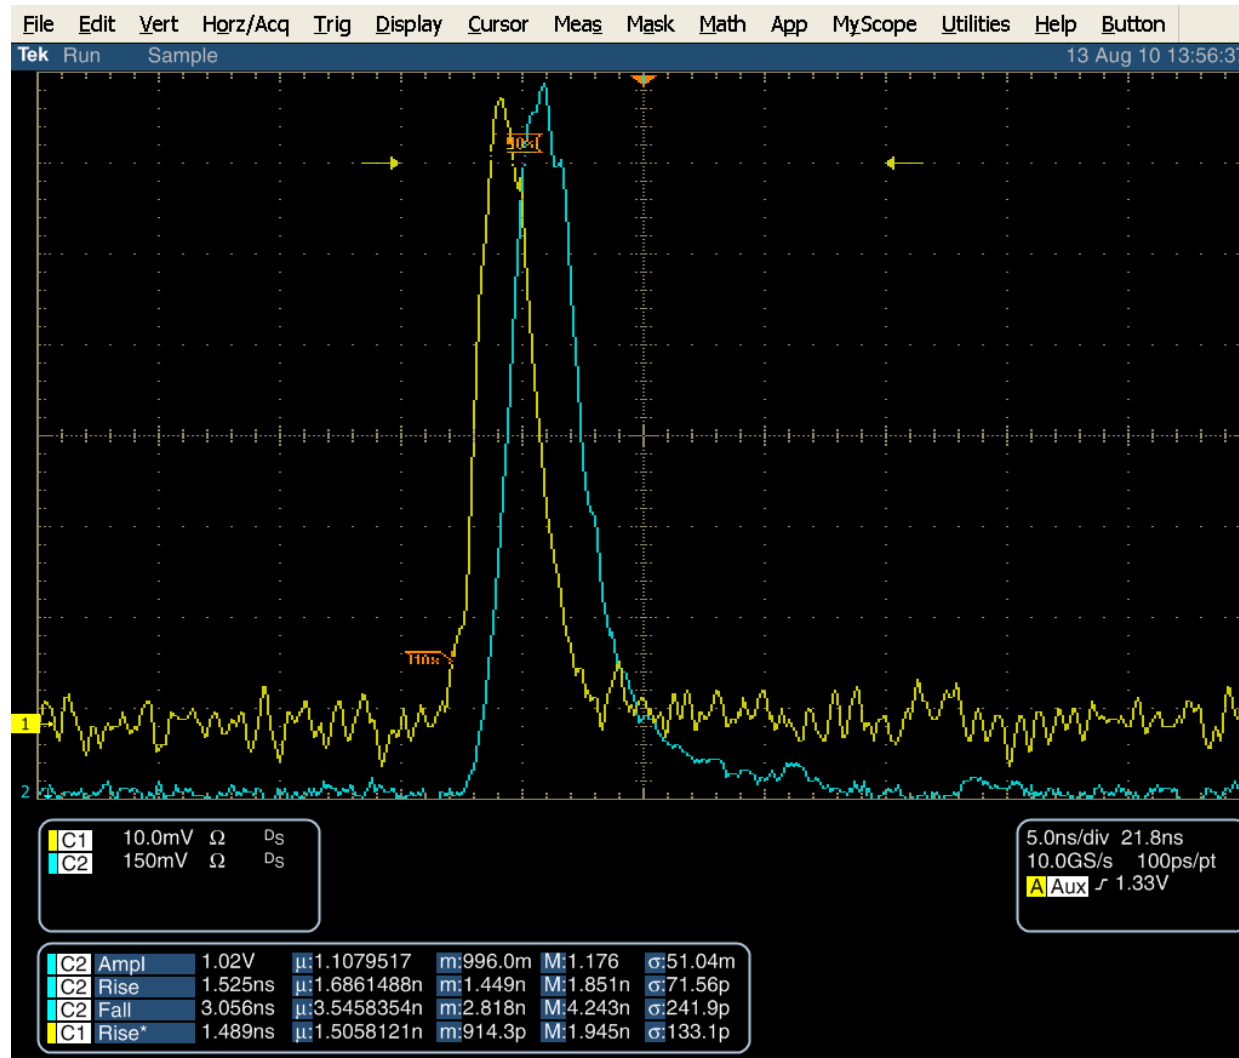 File Edit Vert Horz/Acq Trig Display Cursor Meas Mask Math App MyScope Utilities Help Button
Tek Run Sample 13 Aug 10 13:56:37
1
2
C1 10.0mV Ω DS
C2 150mV Ω DS
5.0ns/div 21.8ns
10.0GS/s 100ps/pt
A Aux 1.33V
C2 Ampl 1.02V μ:1.1079517 m:996.0m M:1.176 σ:51.04m
C2 Rise 1.525ns μ:1.6861488n m:1.449n M:1.851n σ:71.56p
C2 Fall 3.056ns μ:3.5458354n m:2.818n M:4.243n σ:241.9p
C1 Rise* 1.489ns μ:1.5058121n m:914.3p M:1.945n σ:133.1p